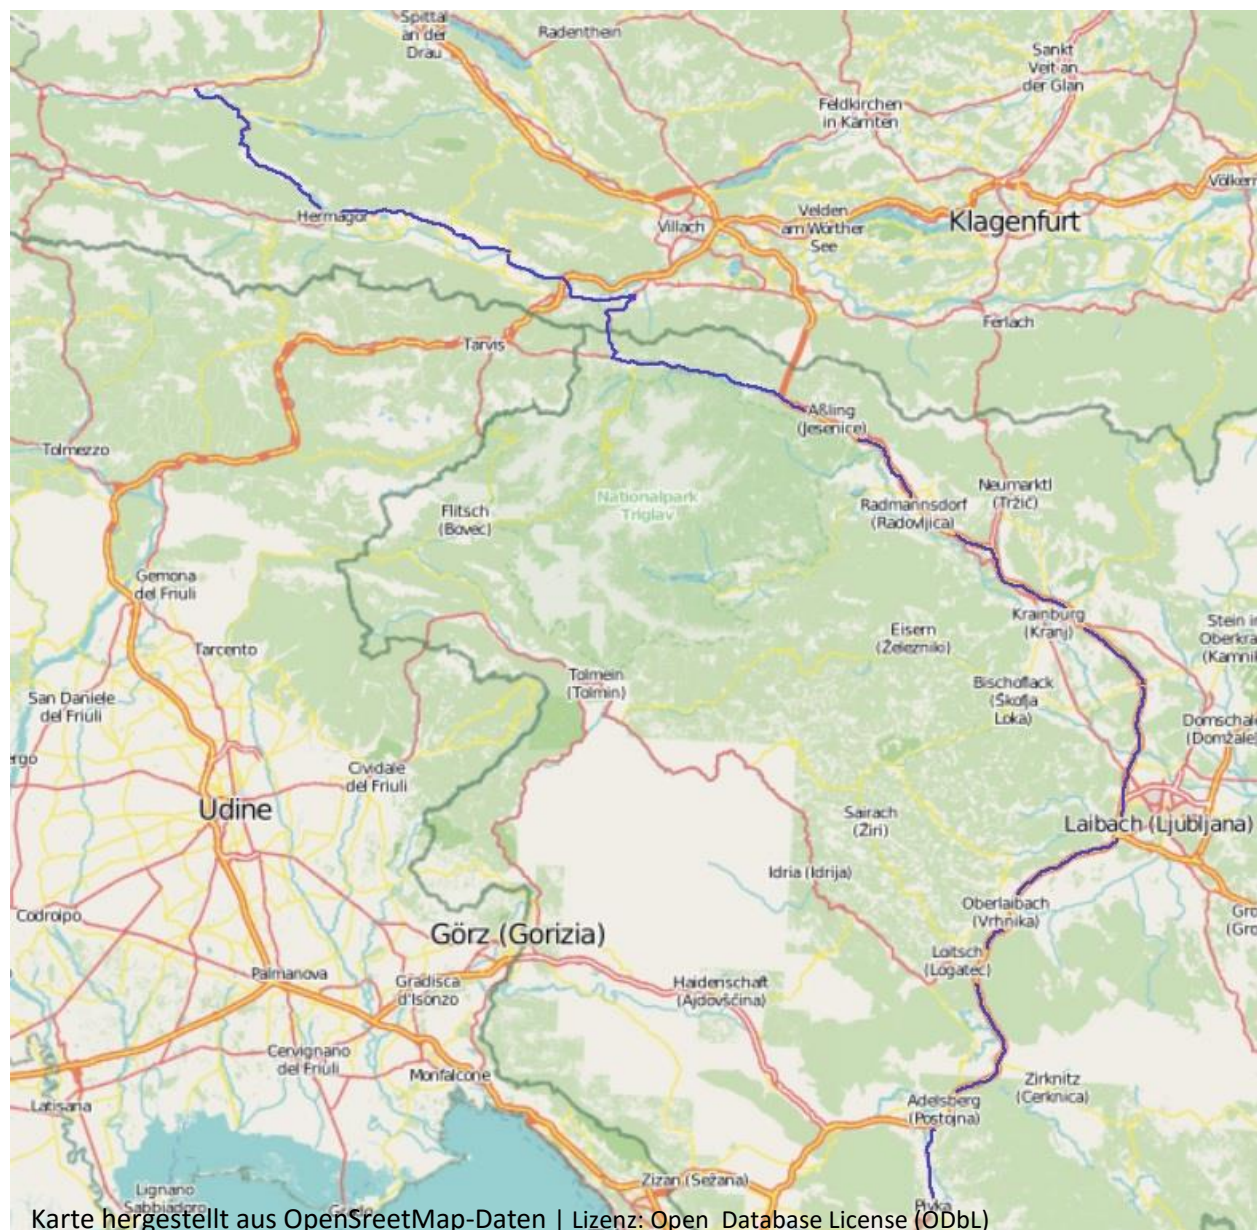 Spittal
an der
Drau
Radenthein
Sankt
Veit an
der Glan
Feldkirchen
in Kärnten
Völkerm
Hermagor
Villach
Velden
am Wörther
See
Klagenfurt
Ferlach
Tarvis
Aßling
(Jesenice)
Tolmezzo
Nationalpark
Triglav
Flitsch
(Bovec)
Radmannsdorf
(Radovljica)
Neumarktl
(Tržič)
Gemona
del Friuli
Krainburg
(Kranj)
Stein in
Oberkra
(Kamnik
Eisern
(Železniki)
Tarcento
Tolmein
(Tolmin)
Bischoflack
(Škofja
Loka)
San Daniele
del Friuli
Domschale
(Domžale)
ergo
Cividale
del Friuli
Udine
Sairach
(Žiri)
Laibach (Ljubljana)
Idria (Idrija)
Oberlaibach
(Vrhnika)
Codroipo
Gro
(Gro
Görz (Gorizia)
Loitsch
(Logatec)
Palmanova
Gradisca
d'Isonzo
Haidenschaft
(Ajdovščina)
Cervignano
del Friuli
Monfalcone
Zirknitz
(Cerknica)
Latisana
Adelsberg
(Postojna)
Zizan (Sežana)
Lignano
Sabbiadoro
Grado
Pivka
Karte hergestellt aus OpenSreetMap-Daten | Lizenz: Open Database License (ODbL)